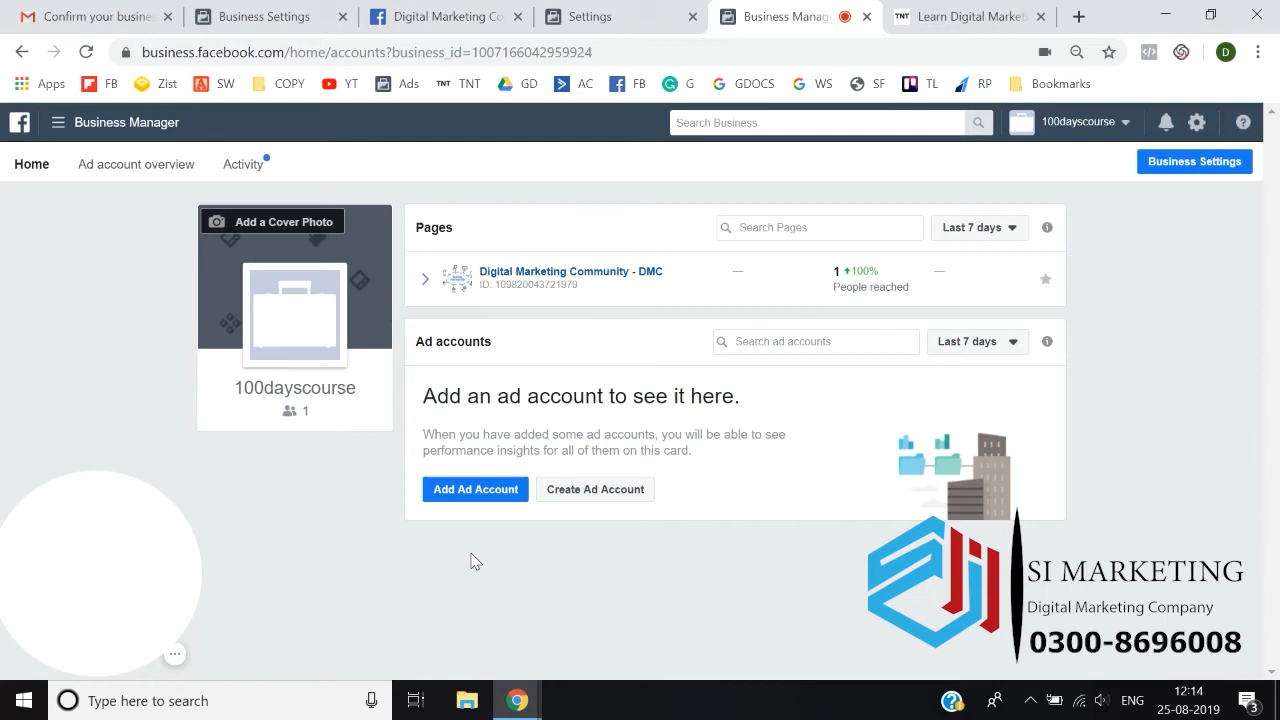 Confirm your busine
Business Settings
Digital Marketing Co
Settings
Business Manag
TNT
Learn Digital Market
business.facebook.com/home/accounts?business_id=1007166042959924
D
Apps
FB
Zist
SW
COPY
YT
Ads
TNT TNT
GD
AC
FB
G
GDOCS
WS
SF
TL
RP
Bookmarks
Business Manager
Search Business
100dayscourse
Home
Ad account overview
Activity
Business Settings
Add a Cover Photo
100dayscourse
1
Pages
Search Pages
Last 7 days
Digital Marketing Community - DMC
ID: 109820043721979
—
1 100%
People reached
—
Ad accounts
Search ad accounts
Last 7 days
Add an ad account to see it here.
When you have added some ad accounts, you will be able to see
performance insights for all of them on this card.
Add Ad Account
Create Ad Account
SI MARKETING
Digital Marketing Company
0300-8696008
Type here to search
ENG
12:14
25-08-2019
3